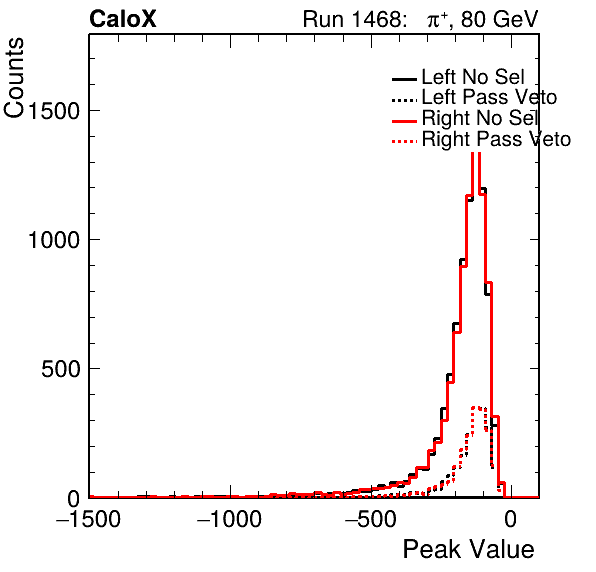 CaloX
Run 1468: π+, 80 GeV
Counts
Left No Sel
Left Pass Veto
Right No Sel
Right Pass Veto
1500
1000
500
0
−1500
−1000
−500
0
Peak Value